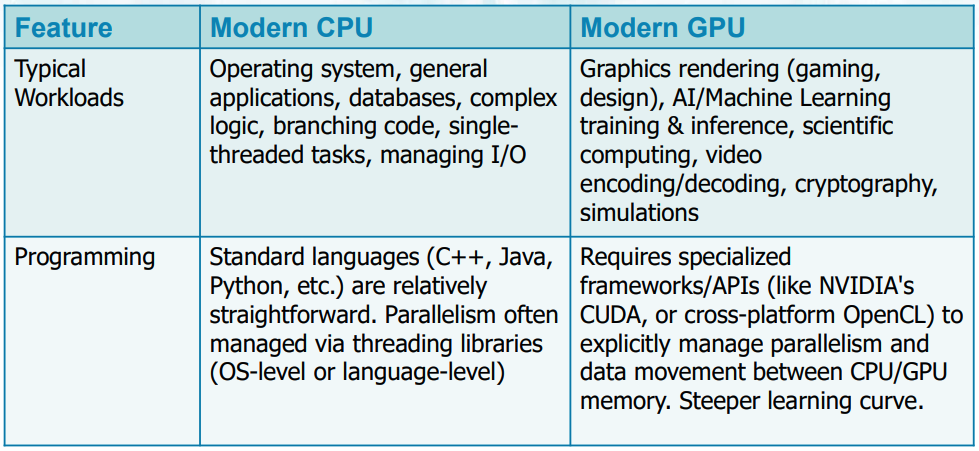 Feature
Modern CPU
Modern GPU
Typical
Workloads
Operating system, general
applications, databases, complex
logic, branching code, single-
threaded tasks, managing I/O
Graphics rendering (gaming,
design), AI/Machine Learning
training & inference, scientific
computing, video
encoding/decoding, cryptography,
simulations
Programming
Standard languages (C++, Java,
Python, etc.) are relatively
straightforward. Parallelism often
managed via threading libraries
(OS-level or language-level)
Requires specialized
frameworks/APIs (like NVIDIA's
CUDA, or cross-platform OpenCL) to
explicitly manage parallelism and
data movement between CPU/GPU
memory. Steeper learning curve.